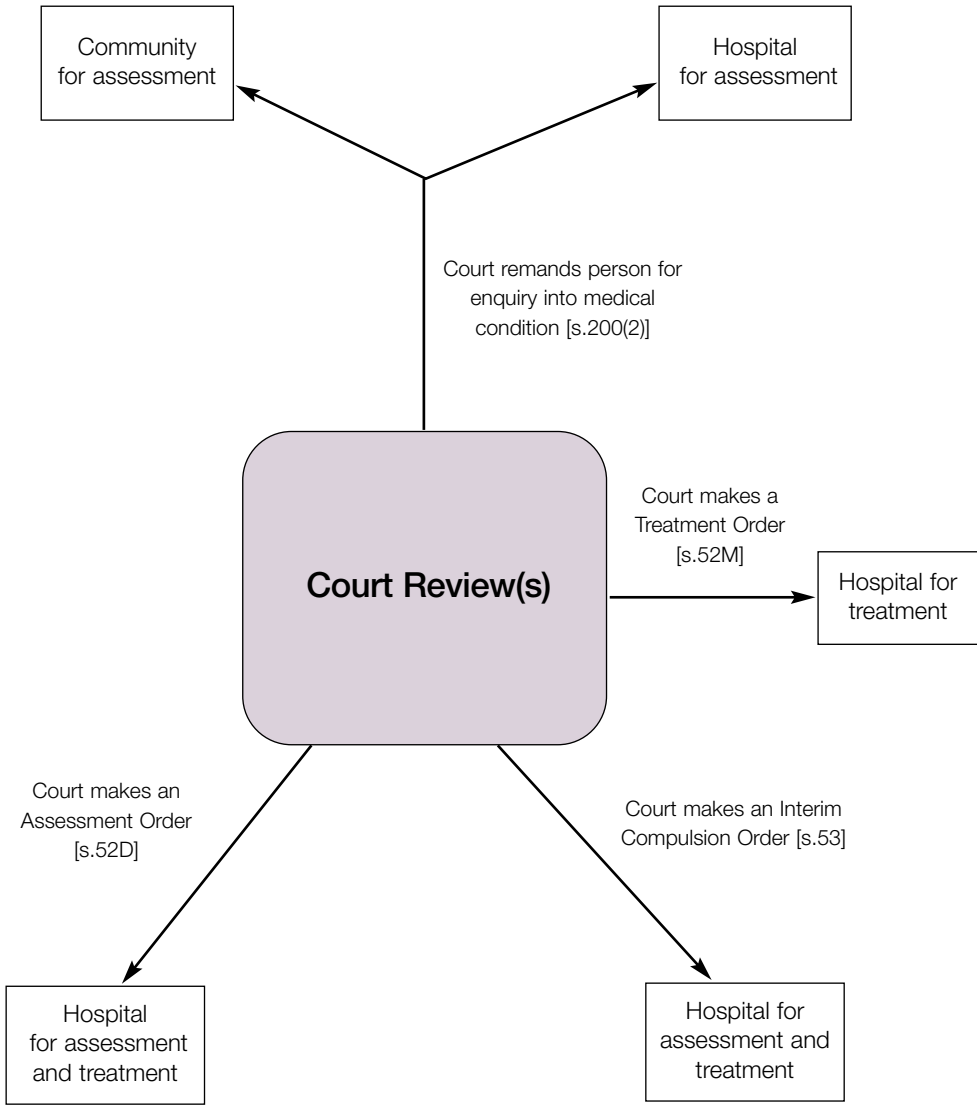 Community
for assessment
Hospital
for assessment
Court remands person for
enquiry into medical
condition [s.200(2)]
Court makes a
Treatment Order
[s.52M]
Court Review(s)
Hospital for
treatment
Court makes an
Assessment Order
[s.52D]
Court makes an Interim
Compulsion Order [s.53]
Hospital
for assessment
and treatment
Hospital for
assessment and
treatment